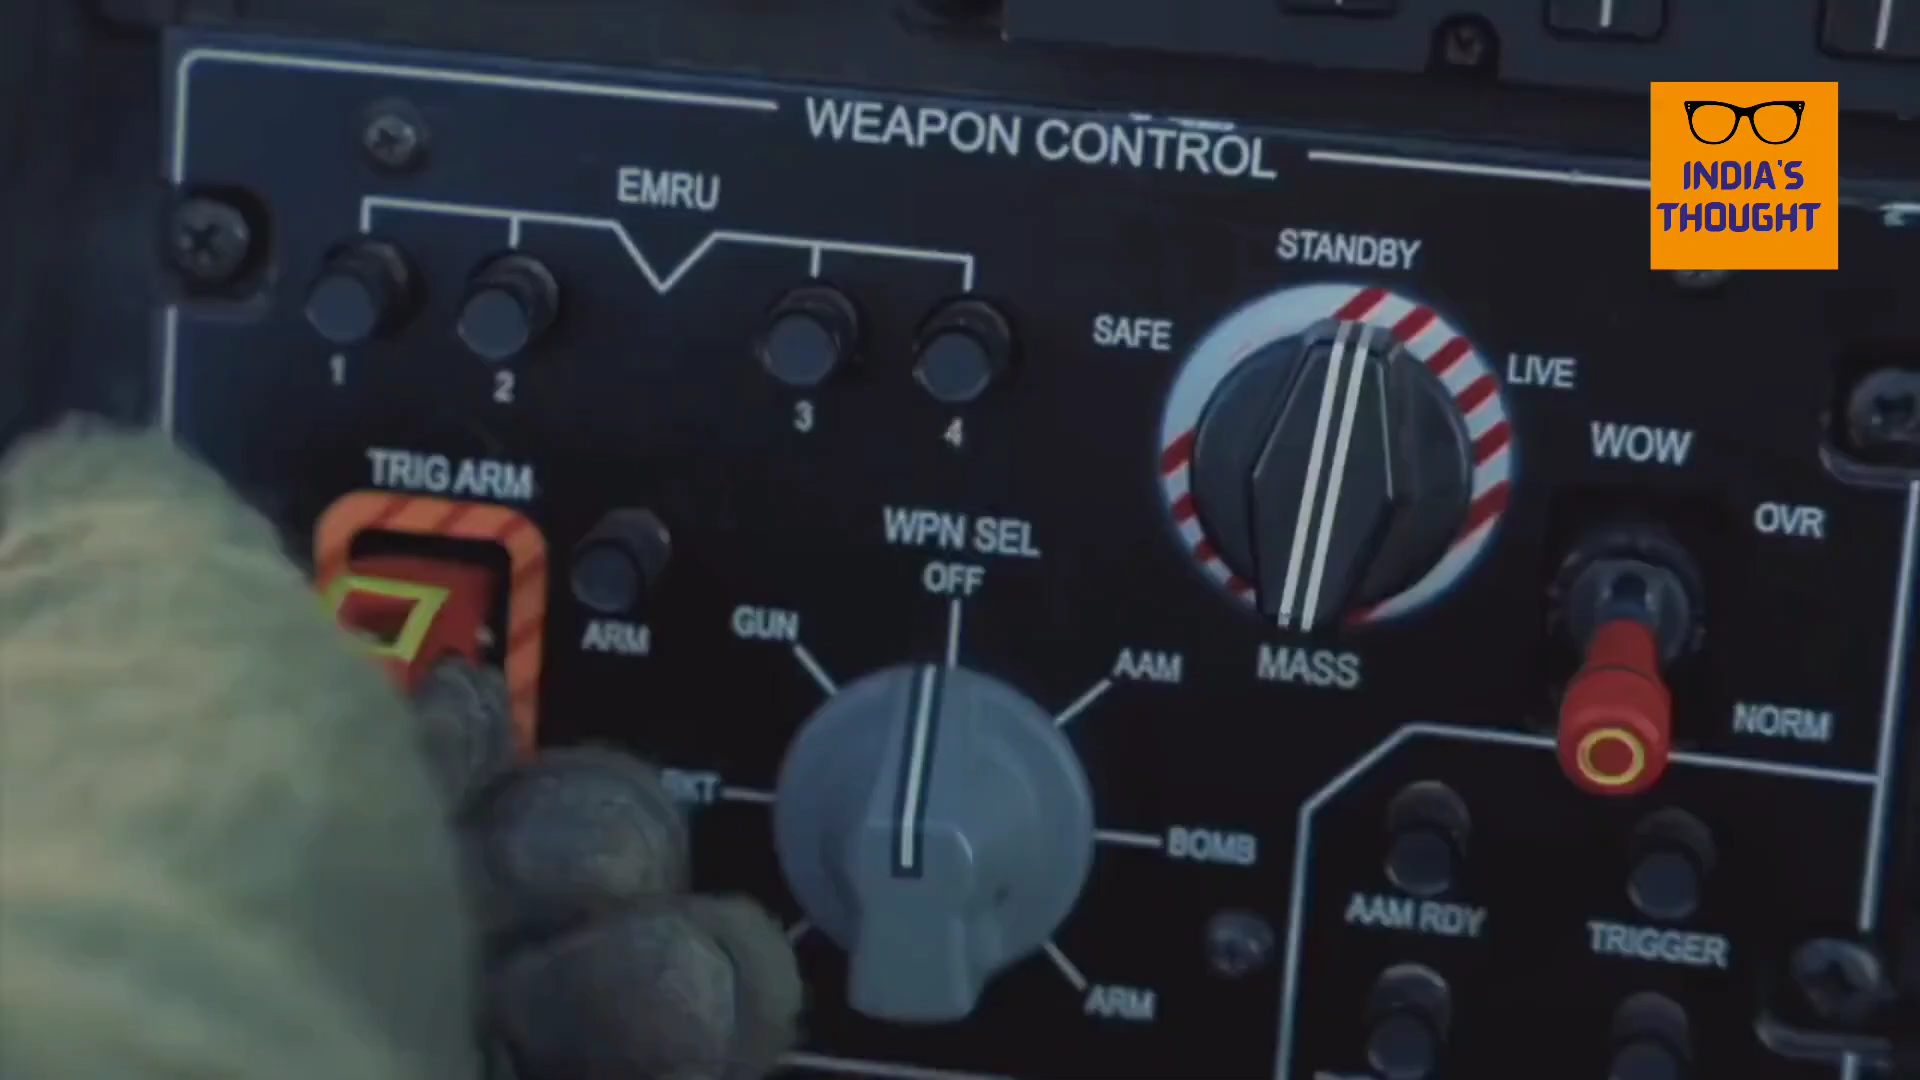 WEAPON CONTROL
EMRU
1
2
3
4
STANDBY
SAFE
LIVE
MASS
WOW
OVR
NORM
TRIG ARM
ARM
WPN SEL
OFF
GUN
AAM
BOMB
ARM
AAM RDY
TRIGGER
INDIA'S
THOUGHT